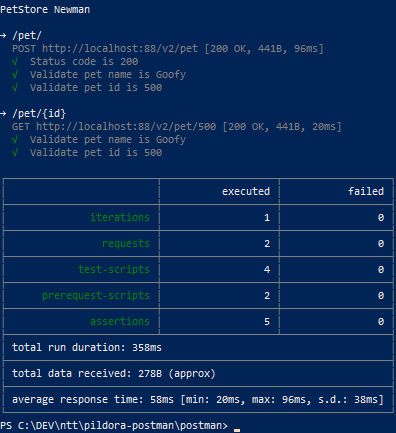 PetStore Newman
→ /pet/
POST http://localhost:88/v2/pet [200 OK, 441B, 96ms]
√ Status code is 200
√ Validate pet name is Goofy
√ Validate pet id is 500
→ /pet/{id}
GET http://localhost:88/v2/pet/500 [200 OK, 441B, 20ms]
√ Validate pet name is Goofy
√ Validate pet id is 500
executed failed
iterations 1 0
requests 2 0
test-scripts 4 0
prerequest-scripts 2 0
assertions 5 0
total run duration: 358ms
total data received: 278B (approx)
average response time: 58ms [min: 20ms, max: 96ms, s.d.: 38ms]
PS C:\DEV\ntt\pildora-postman\postman> _